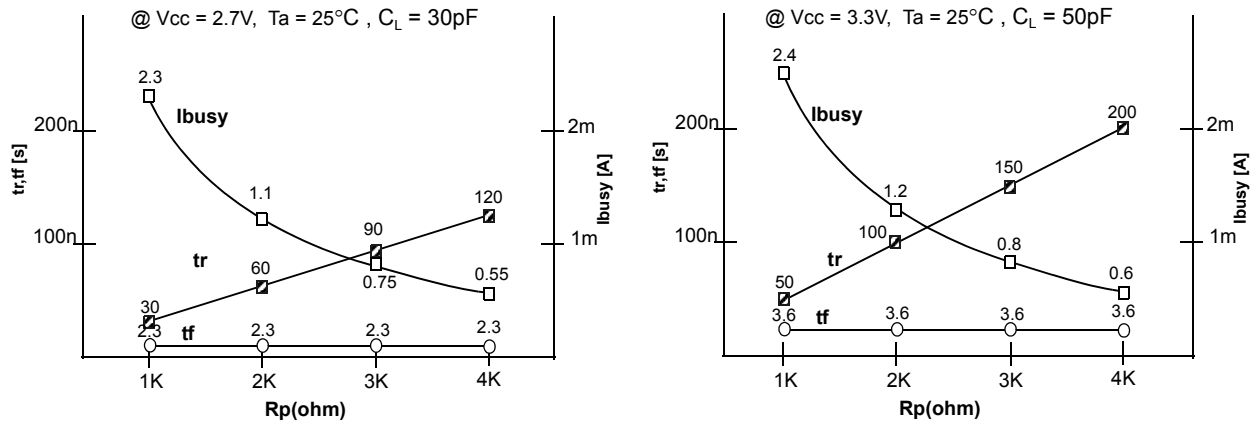 @ Vcc = 2.7V, Ta = 25°C , CL = 30pF
2.3
Ibusy
200n
2m
tr,tf [s]
Ibusy [A]
1.1
120
90
100n
1m
tr
60
0.75
0.55
30
tf
2.3
2.3
2.3
2.3
1K
2K
3K
4K
Rp(ohm)
@ Vcc = 3.3V, Ta = 25°C , CL = 50pF
2.4
Ibusy
200
200n
2m
tr,tf [s]
Ibusy [A]
150
1.2
100
100n
1m
tr
0.8
0.6
50
tf
3.6
3.6
3.6
3.6
1K
2K
3K
4K
Rp(ohm)